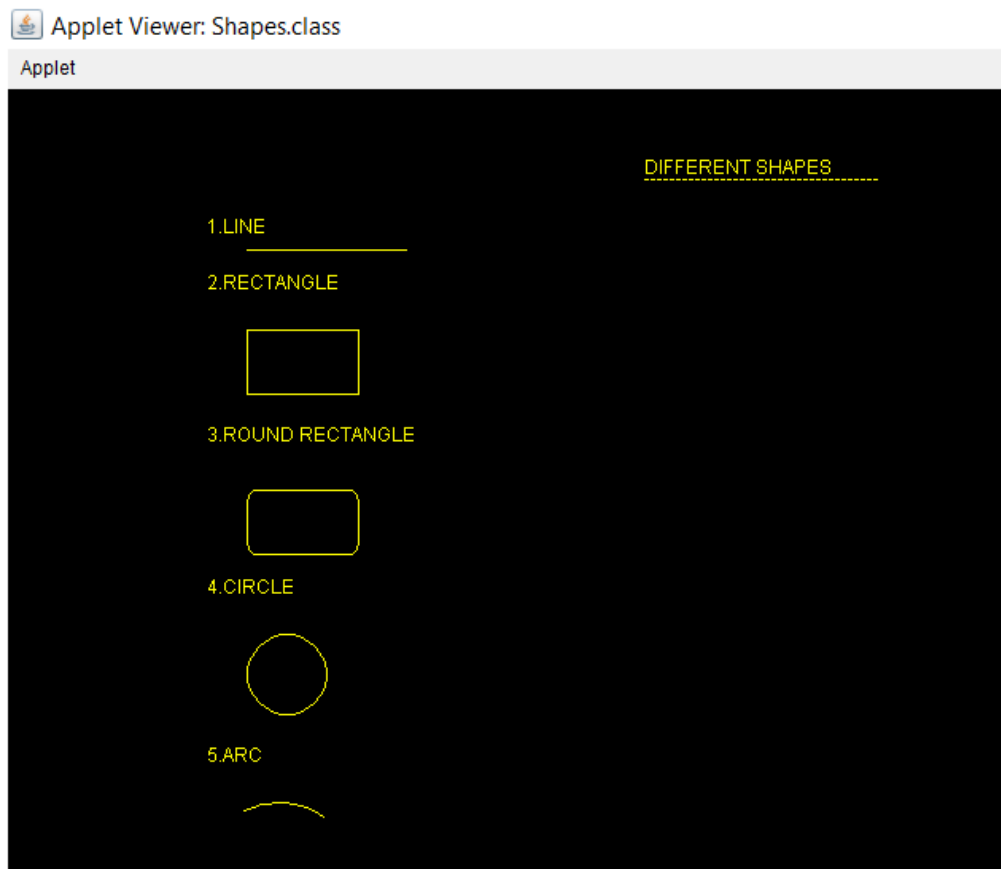 Applet Viewer: Shapes.class
Applet
DIFFERENT SHAPES
1.LINE
2.RECTANGLE
3.ROUND RECTANGLE
4.CIRCLE
5.ARC